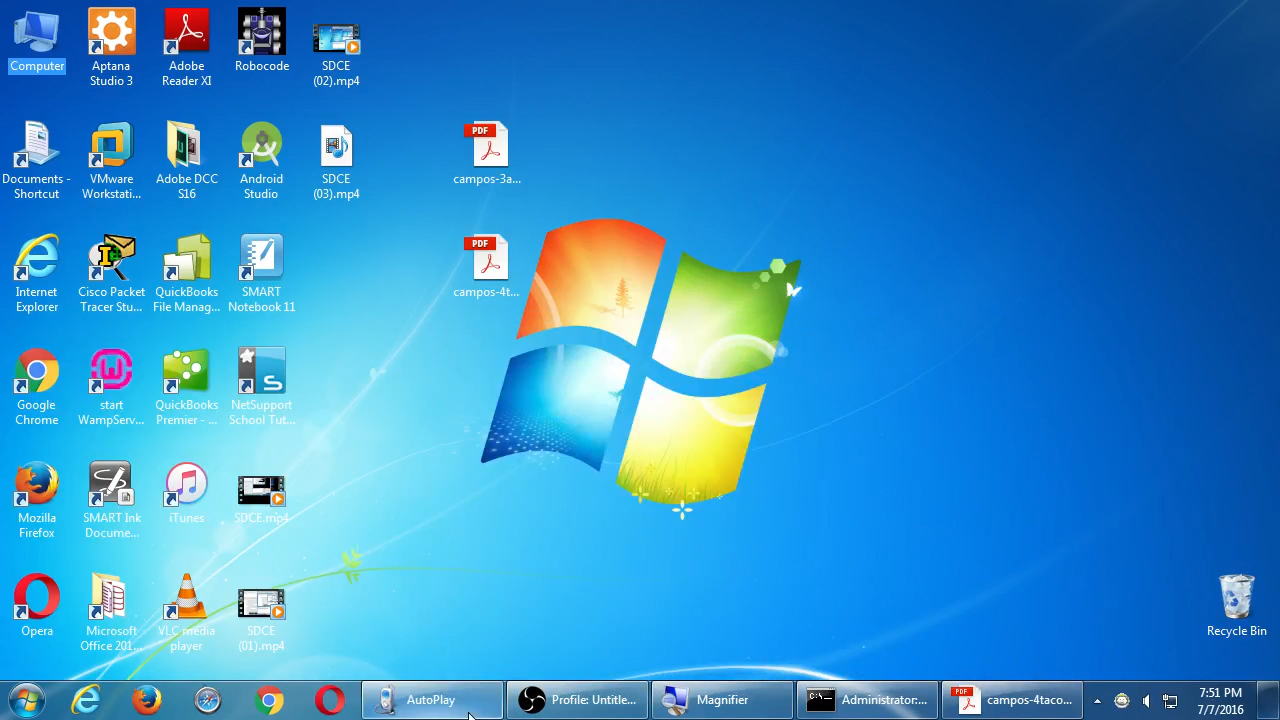 Computer
Aptana
Studio 3
Adobe
Reader XI
Robocode
SDCE
(02).mp4
Documents -
Shortcut
VMware
Workstati...
Adobe DCC
S16
Android
Studio
SDCE
(03).mp4
PDF
campos-3a...
Internet
Explorer
Cisco Packet
Tracer Stu...
QuickBooks
File Manag...
SMART
Notebook 11
PDF
campos-4t...
Google
Chrome
start
WampServ...
QuickBooks
Premier - ...
NetSupport
School Tut...
Mozilla
Firefox
SMART Ink
Docume...
iTunes
SDCE.mp4
Opera
Microsoft
Office 201...
VLC media
player
SDCE
(01).mp4
Recycle Bin
AutoPlay
Profile: Untitle...
Magnifier
C:\
Administrator:...
PDF
campos-4taco...
7:51 PM
7/7/2016